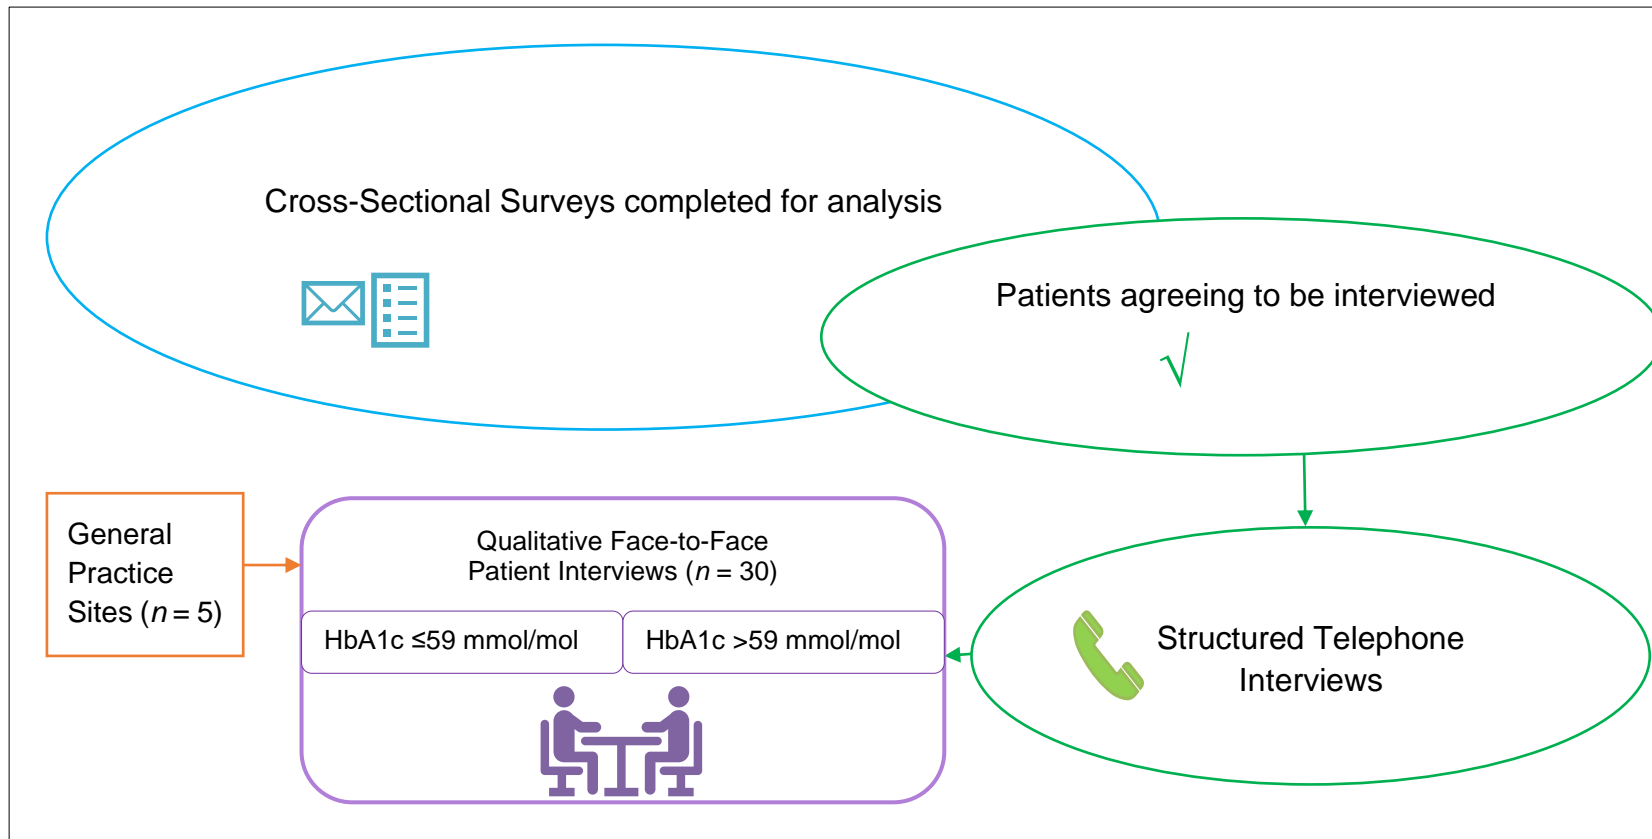 Cross-Sectional Surveys completed for analysis
Patients agreeing to be interviewed
√
General
Practice
Sites (n = 5)
Qualitative Face-to-Face
Patient Interviews (n = 30)
HbA1c ≤59 mmol/mol
HbA1c >59 mmol/mol
Structured Telephone
Interviews